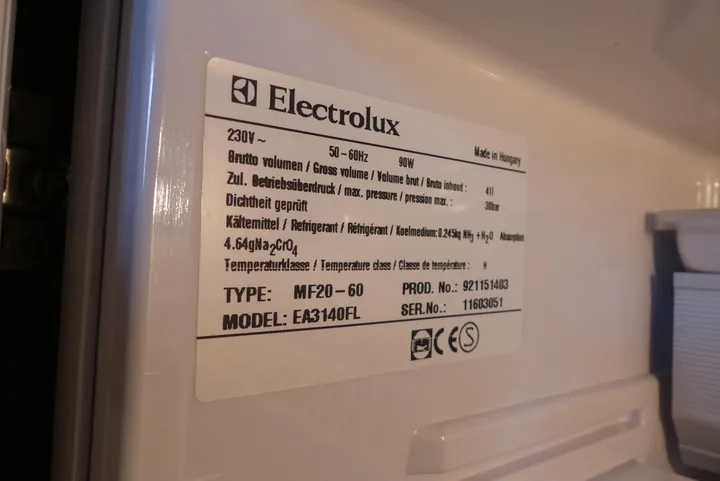 Electrolux
230V~ 50-60Hz 90W Made in Hungary
Brutto volumen / Gross volume / Volume brut / Bruto inhoud : 41l
Zul. Betriebsüberdruck / max. pressure / pression max. : 30bar
Dichtheit geprüft
Kältemittel / Refrigerant / Réfrigérant / Koelmedium: 0.245kg NH3 + H2O Absorption
4.64gNa2CrO4
Temperaturklasse / Temperature class / Classe de température : N
TYPE: MF20-60 PROD. No.: 921151403
MODEL: EA3140FL SER.No.: 11603051
CE S